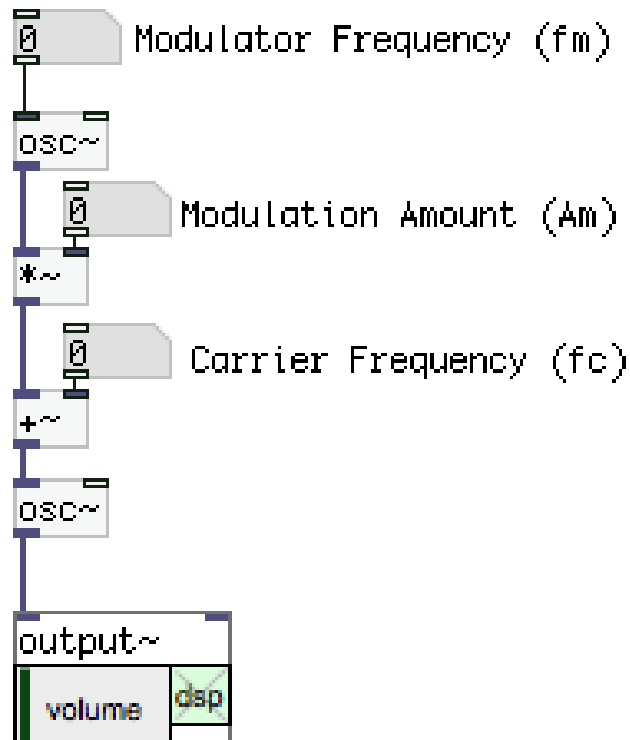 0 Modulator Frequency (fm)
osc~
0 Modulation Amount (Am)
*~
0 Carrier Frequency (fc)
+~
osc~
output~
volume dsp